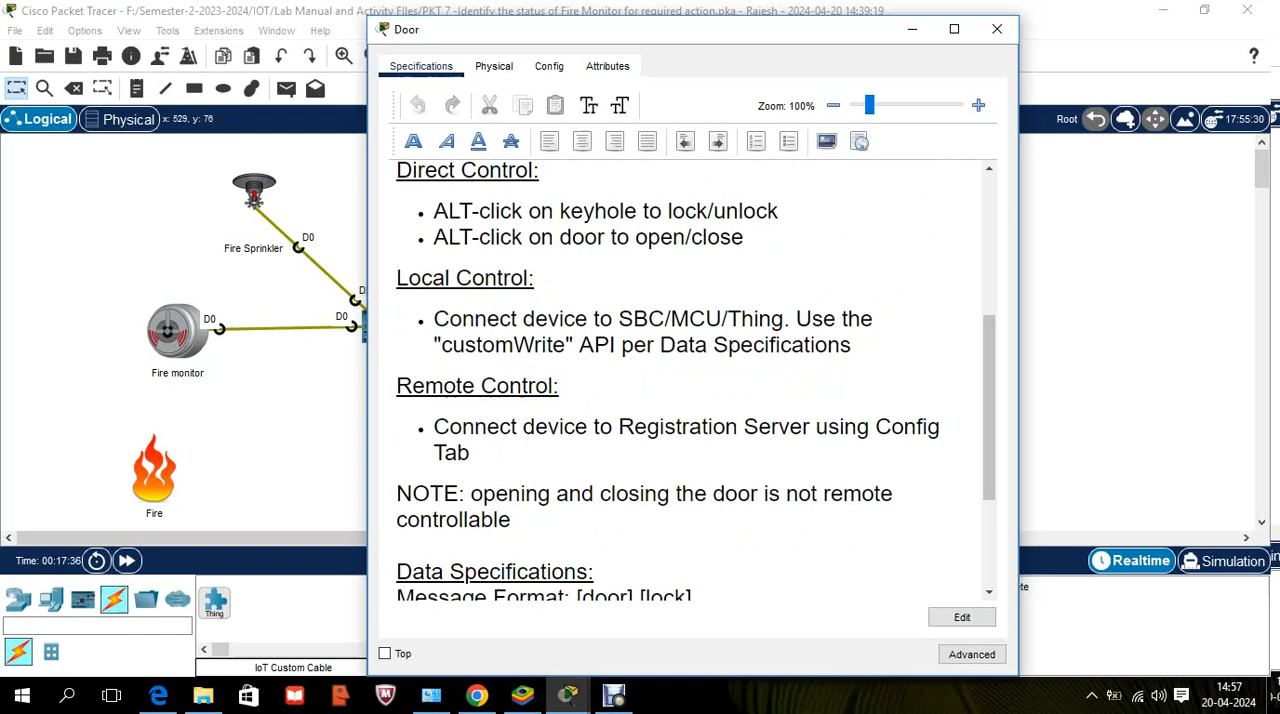 Cisco Packet Tracer - F:/Semester-2-2023-2024/IOT/Lab Manual and Activity Files/PKT 7 -Identify the status of Fire Monitor for required action.pka - Rajesh - 2024-04-20 14:39:19
File Edit Options View Tools Extensions Window Help
Door
Specifications Physical Config Attributes
Zoom: 100%
Logical Physical x: 529, y: 76
Root 17:55:30
Direct Control:
• ALT-click on keyhole to lock/unlock
• ALT-click on door to open/close
Local Control:
• Connect device to SBC/MCU/Thing. Use the
"customWrite" API per Data Specifications
Remote Control:
• Connect device to Registration Server using Config
Tab
NOTE: opening and closing the door is not remote
controllable
Data Specifications:
Message Format: [door],[lock]
Edit
Top
Advanced
D0
Fire Sprinkler
D0
D0
Fire monitor
Fire
Time: 00:17:36
Realtime Simulation
Thing
IoT Custom Cable
14:57
20-04-2024